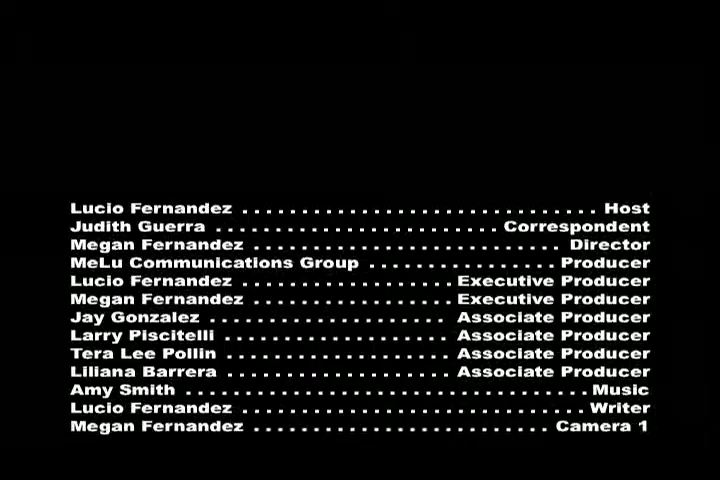 Lucio Fernandez .............................. Host
Judith Guerra ........................ Correspondent
Megan Fernandez .......................... Director
MeLu Communications Group ................ Producer
Lucio Fernandez .................. Executive Producer
Megan Fernandez ................. Executive Producer
Jay Gonzalez .................... Associate Producer
Larry Piscitelli ................... Associate Producer
Tera Lee Pollin ................... Associate Producer
Liliana Barrera ................... Associate Producer
Amy Smith .................................. Music
Lucio Fernandez ............................. Writer
Megan Fernandez ......................... Camera 1